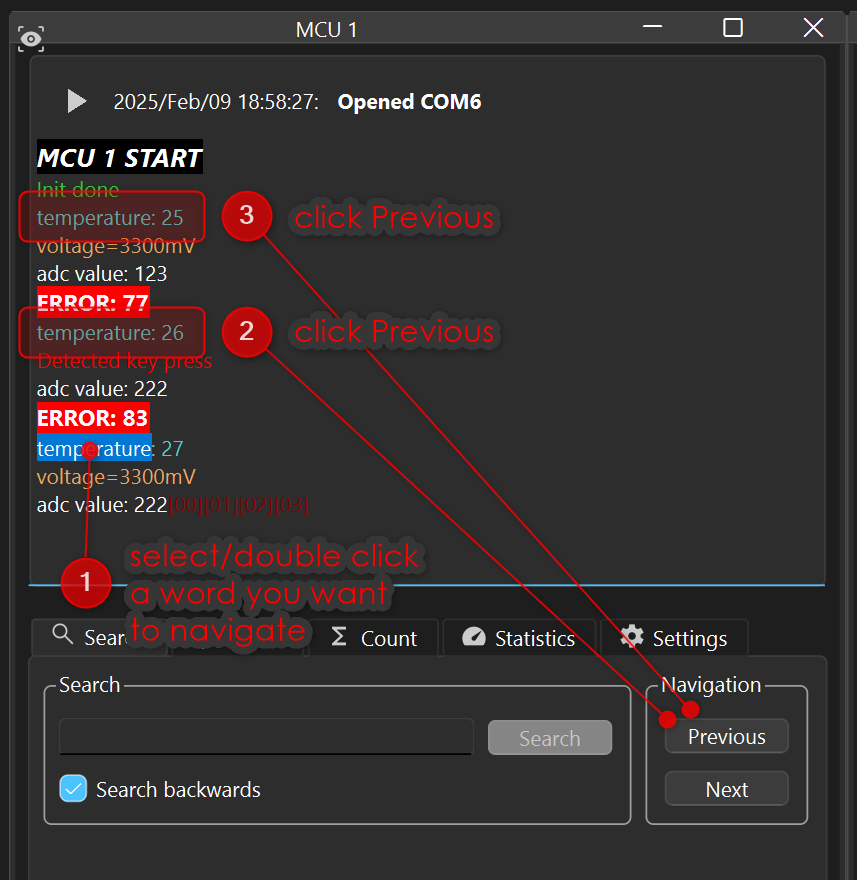 MCU 1
2025/Feb/09 18:58:27: Opened COM6
MCU 1 START
Init done
temperature: 25
3 click Previous
voltage=3300mV
adc value: 123
ERROR: 77
temperature: 26
2 click Previous
Detected key press
adc value: 222
ERROR: 83
temperature: 27
voltage=3300mV
adc value: 222[00][01][02][03]
1 select/double click
a word you want
to navigate
Σ Count
Statistics
Settings
Search
Search
Search backwards
Navigation
Previous
Next